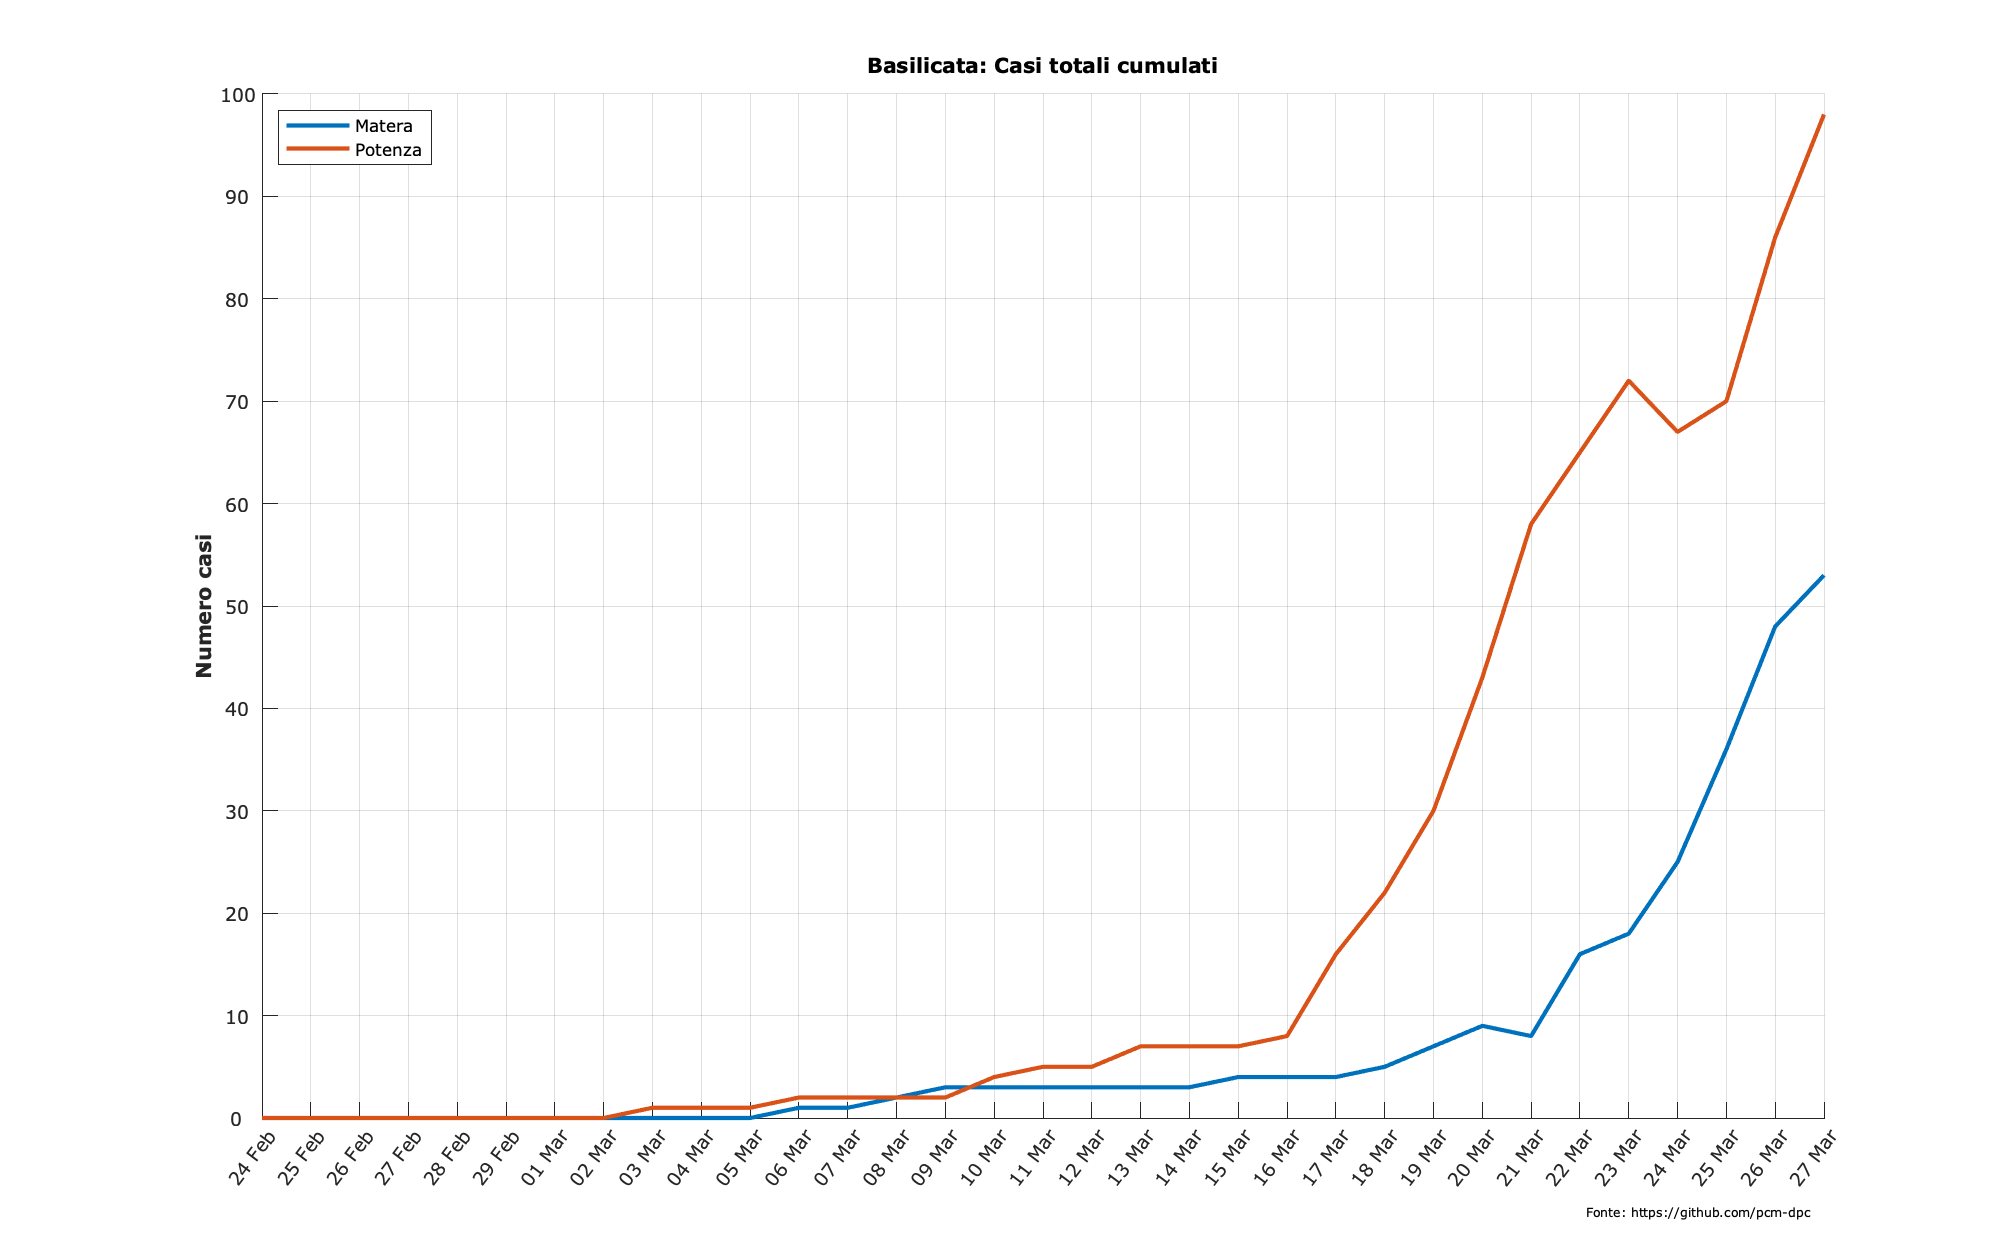 Basilicata: Casi totali cumulati
Matera
Potenza
Numero casi
100
90
80
70
60
50
40
30
20
10
0
24 Feb
25 Feb
26 Feb
27 Feb
28 Feb
29 Feb
01 Mar
02 Mar
03 Mar
04 Mar
05 Mar
06 Mar
07 Mar
08 Mar
09 Mar
10 Mar
11 Mar
12 Mar
13 Mar
14 Mar
15 Mar
16 Mar
17 Mar
18 Mar
19 Mar
20 Mar
21 Mar
22 Mar
23 Mar
24 Mar
25 Mar
26 Mar
27 Mar
Fonte: https://github.com/pcm-dpc